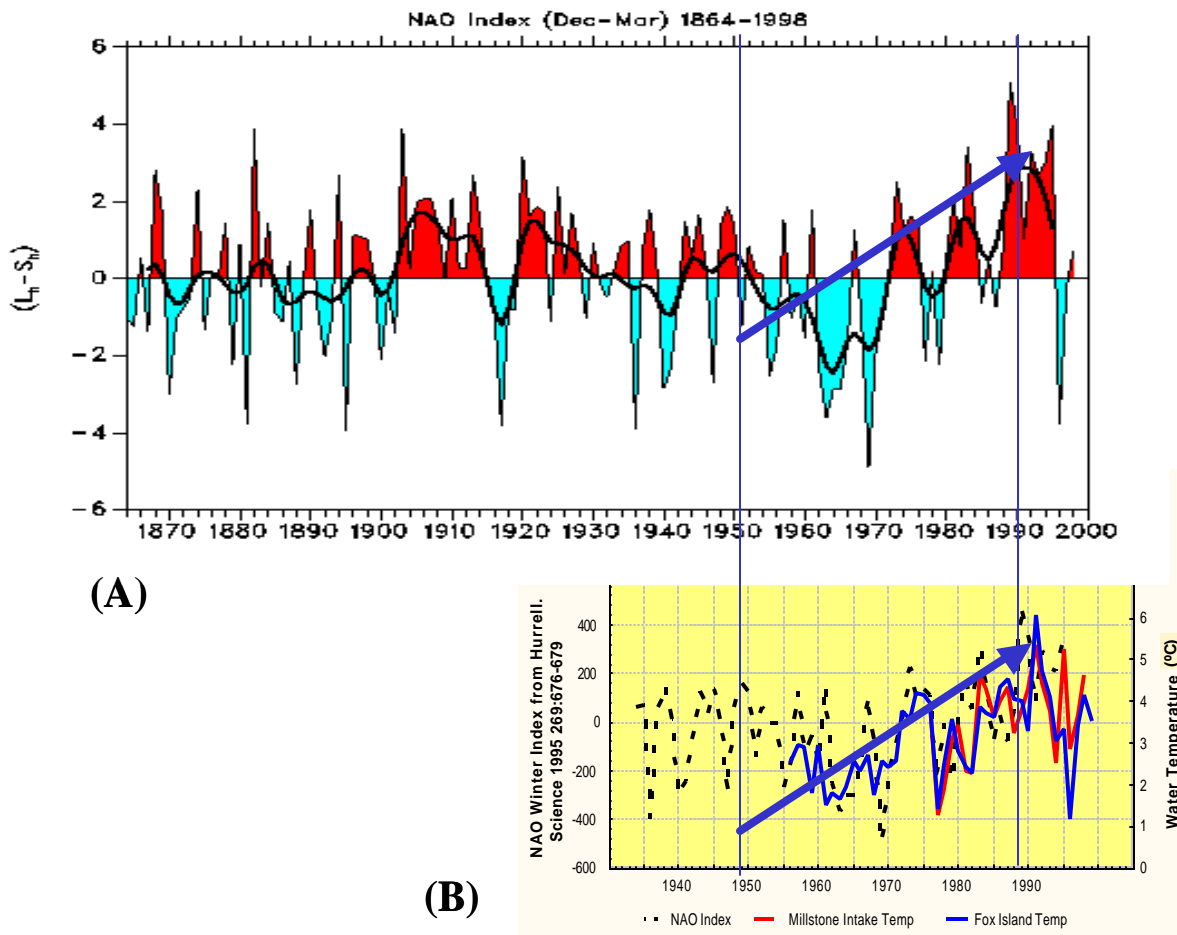 NAO Index (Dec-Mar) 1864-1998
6
4
2
0
-2
-4
-6
(Ln - Sn)
1870 1880 1890 1900 1910 1920 1930 1940 1950 1960 1970 1980 1990 2000
(A)
NAO Winter Index from Hurrell.
Science 1995 269:676-679
400
200
0
-200
-400
-600
6
5
4
3
2
1
0
Water Temperature (ºC)
1940 1950 1960 1970 1980 1990
NAO Index Millstone Intake Temp Fox Island Temp
(B)